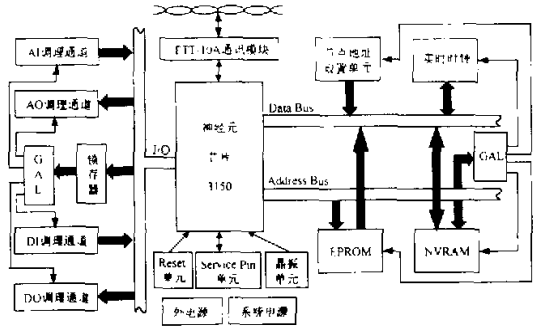 FTT-10A通讯模块
AI调理通道
AO调理通道
GAL
锁存器
DI调理通道
DO调理通道
I/O
神经元
芯片
3150
节点地址
设置单元
实时时钟
Data Bus
GAL
Address Bus
EPROM
NVRAM
Reset
单元
Service Pin
单元
晶振
单元
外电源
系统电源